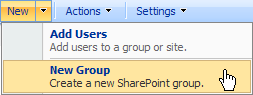 New Actions Settings
Add Users
Add users to a group or site.
New Group
Create a new SharePoint group.